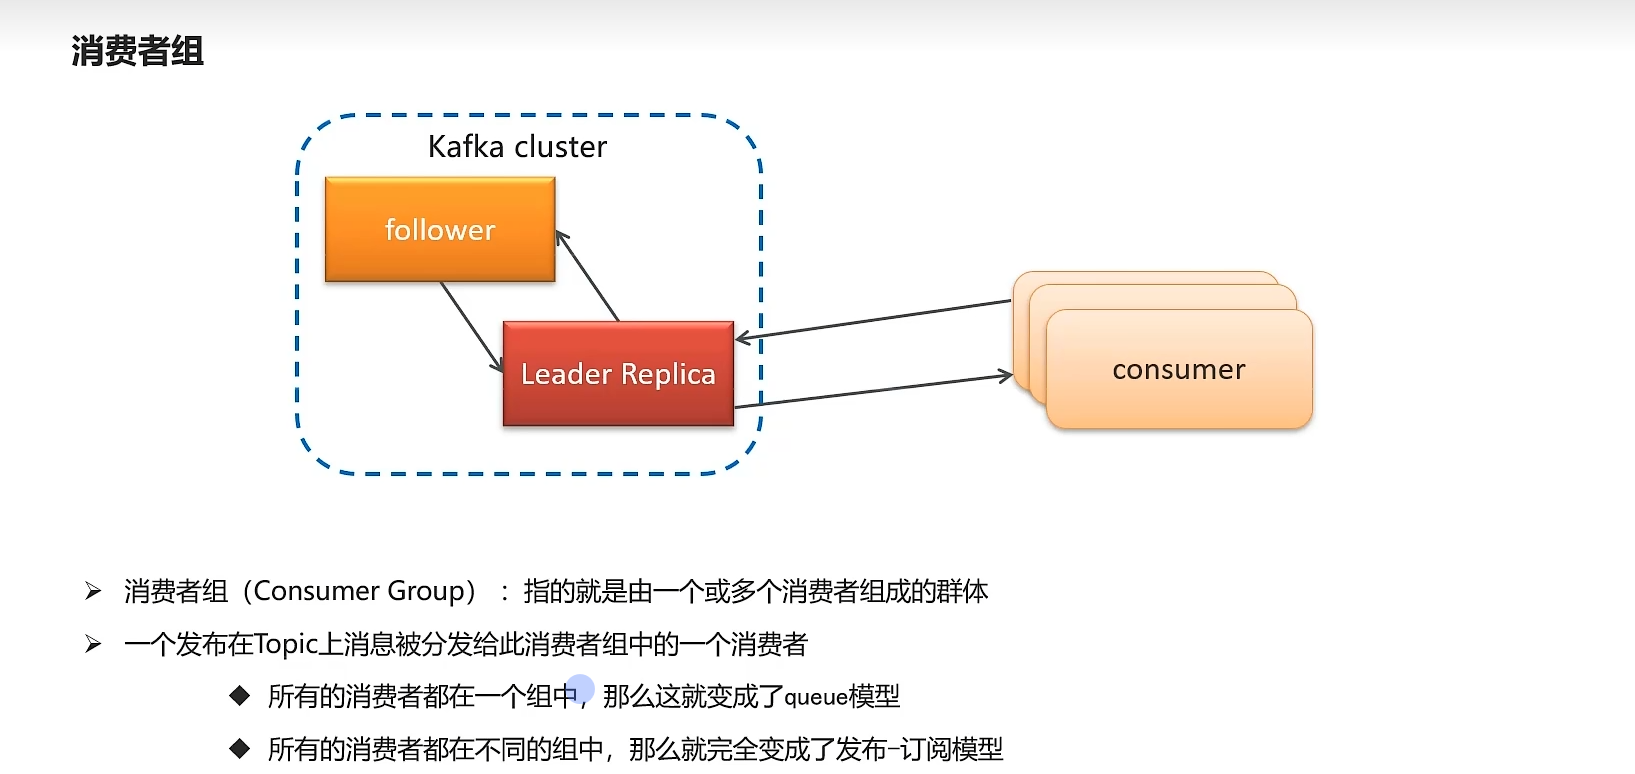 消费者组
Kafka cluster
follower
Leader Replica
consumer
消费者组（Consumer Group） ：指的就是由一个或多个消费者组成的群体
一个发布在Topic上消息被分发给此消费者组中的一个消费者
所有的消费者都在一个组中，那么这就变成了queue模型
所有的消费者都在不同的组中，那么就完全变成了发布-订阅模型